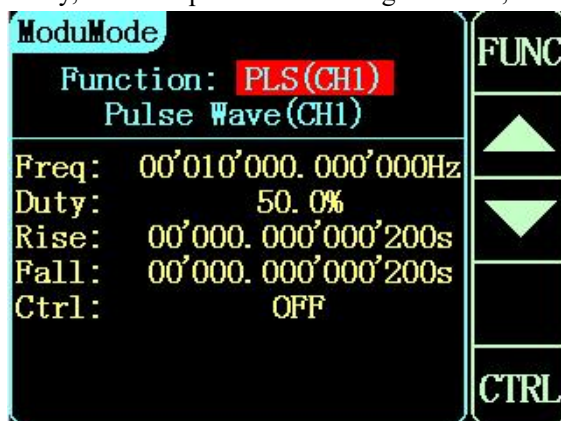 ModuMode
FUNC
Function: PLS(CH1)
Pulse Wave(CH1)
Freq: 00'010'000.000'000Hz
Duty: 50.0%
Rise: 00'000.000'000'200s
Fall: 00'000.000'000'200s
Ctrl: OFF
CTRL